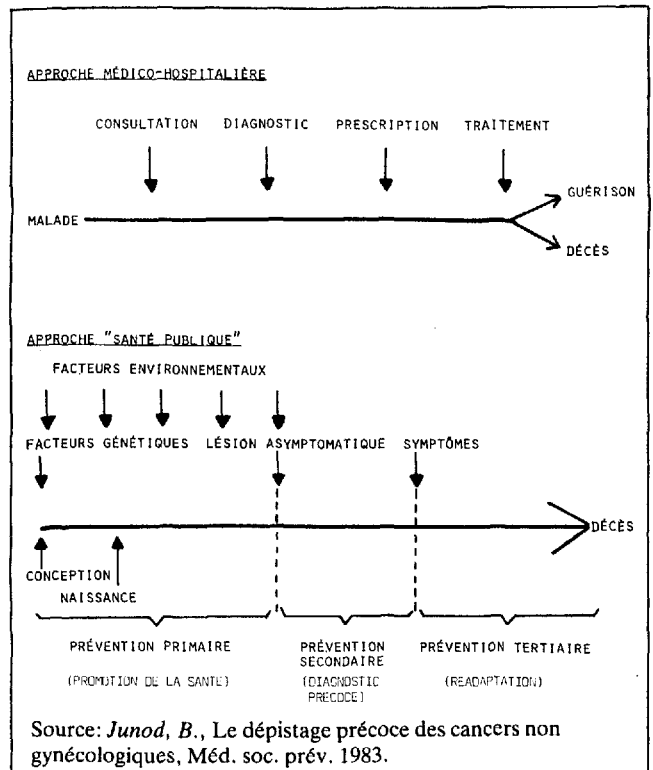 APPROCHE MÉDICO-HOSPITALIÈRE
CONSULTATION DIAGNOSTIC PRESCRIPTION TRAITEMENT
GUÉRISON
MALADE
DÉCÈS
APPROCHE "SANTÉ PUBLIQUE"
FACTEURS ENVIRONNEMENTAUX
FACTEURS GÉNÉTIQUES LÉSION ASYMPTOMATIQUE SYMPTÔMES
DÉCÈS
CONCEPTION
NAISSANCE
PRÉVENTION PRIMAIRE PRÉVENTION SECONDAIRE PRÉVENTION TERTIAIRE
(PROMOTION DE LA SANTE) (DIAGNOSTIC PRECOCE) (READAPTATION)
Source: Junod, B., Le dépistage précoce des cancers non
gynécologiques, Méd. soc. prév. 1983.